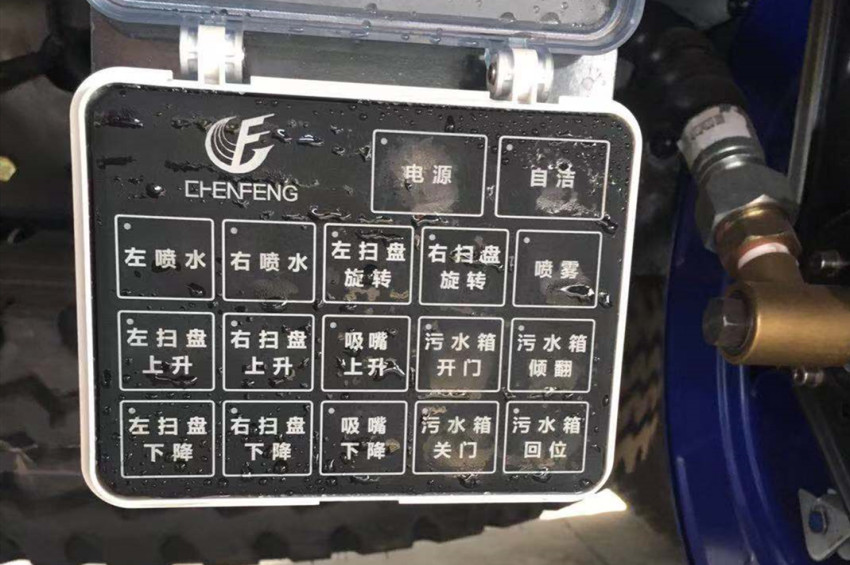 CHENFENG
电源
自洁
左喷水
右喷水
左扫盘
旋转
右扫盘
旋转
喷雾
左扫盘
上升
右扫盘
上升
吸嘴
上升
污水箱
开门
污水箱
倾翻
左扫盘
下降
右扫盘
下降
吸嘴
下降
污水箱
关门
污水箱
回位